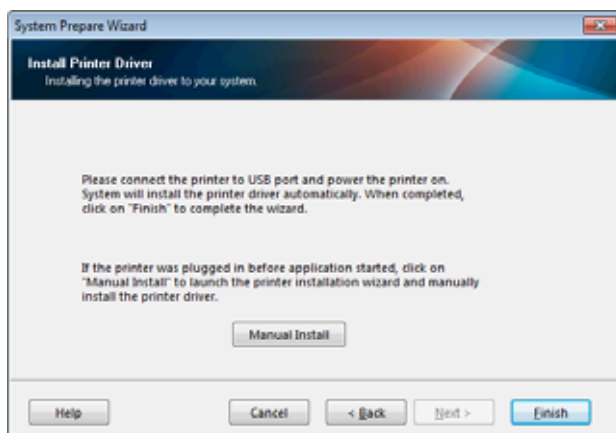 System Prepare Wizard
Install Printer Driver
Installing the printer driver to your system.
Please connect the printer to USB port and power the printer on.
System will install the printer driver automatically. When completed,
click on "Finish" to complete the wizard.
If the printer was plugged in before application started, click on
"Manual Install" to launch the printer installation wizard and manually
install the printer driver.
Manual Install
Help
Cancel
< Back
Next >
Finish